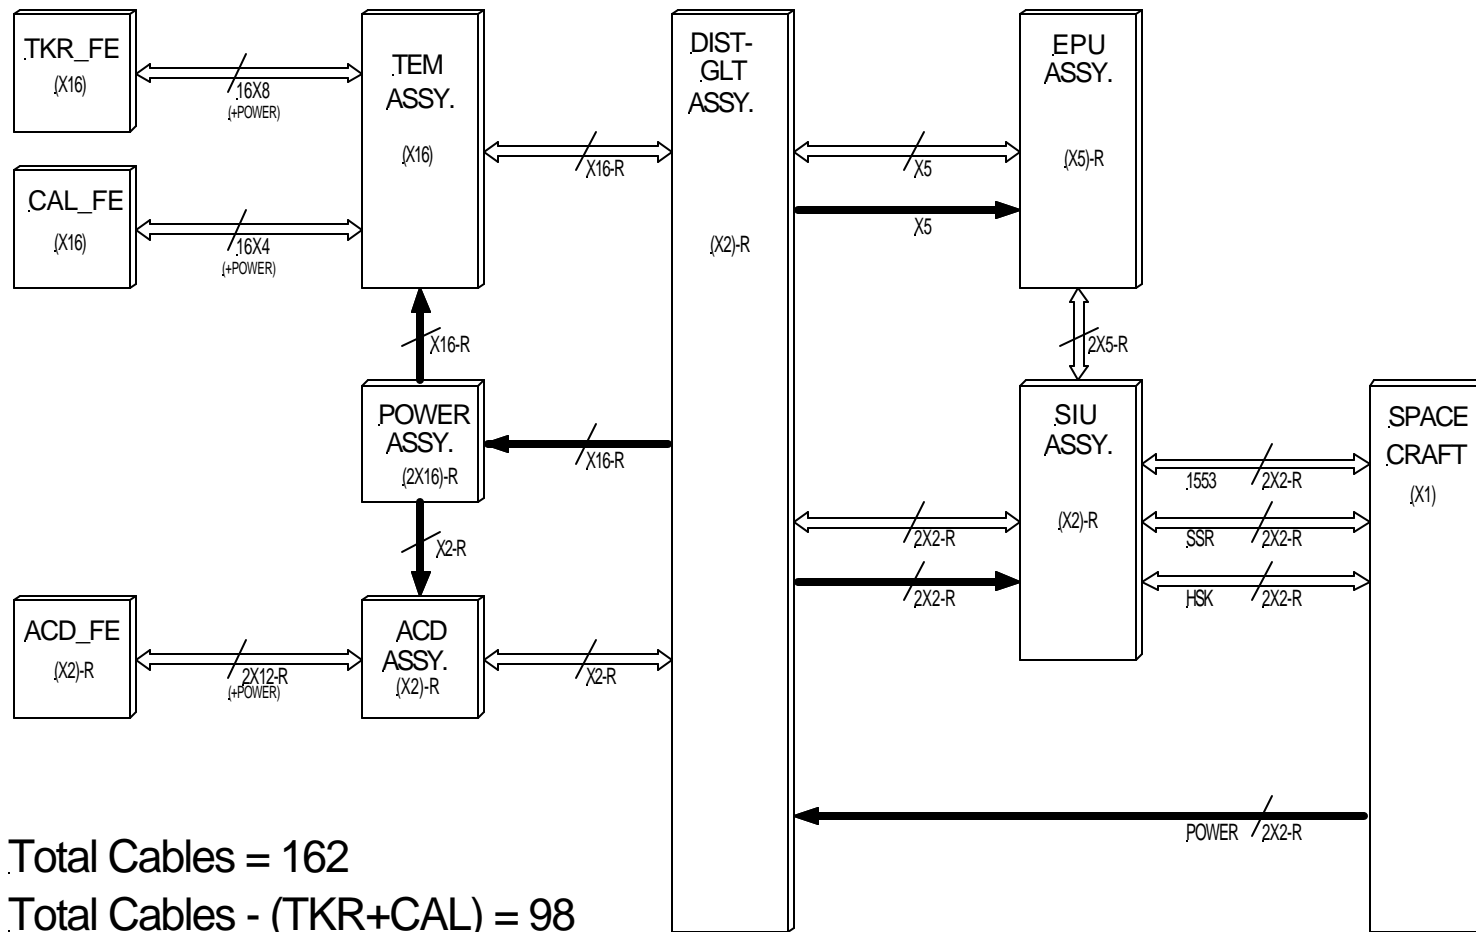 TKR_FE
(X16)
16X8
(+POWER)
TEM
ASSY.
(X16)
CAL_FE
(X16)
16X4
(+POWER)
X16-R
DIST-
GLT
ASSY.
(X2)-R
X5
X5
EPU
ASSY.
(X5)-R
2X5-R
X16-R
POWER
ASSY.
(2X16)-R
X16-R
X2-R
SIU
ASSY.
(X2)-R
2X2-R
2X2-R
1553 2X2-R
SSR 2X2-R
HSK 2X2-R
SPACE
CRAFT
(X1)
ACD_FE
(X2)-R
2X12-R
(+POWER)
ACD
ASSY.
(X2)-R
X2-R
POWER 2X2-R
Total Cables = 162
Total Cables - (TKR+CAL) = 98